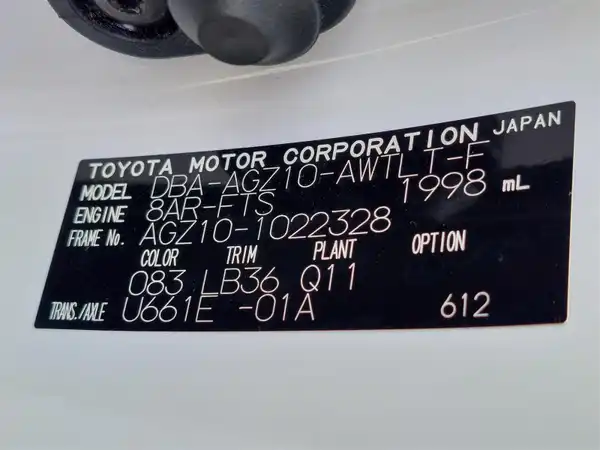 TOYOTA MOTOR CORPORATION JAPAN
MODEL DBA-AGZ10-AWTLT-F
ENGINE 8AR-FTS 1998 mL
FRAME No. AGZ10-1022328
COLOR TRIM PLANT OPTION
083 LB36 Q11
TRANS./AXLE U661E -01A 612